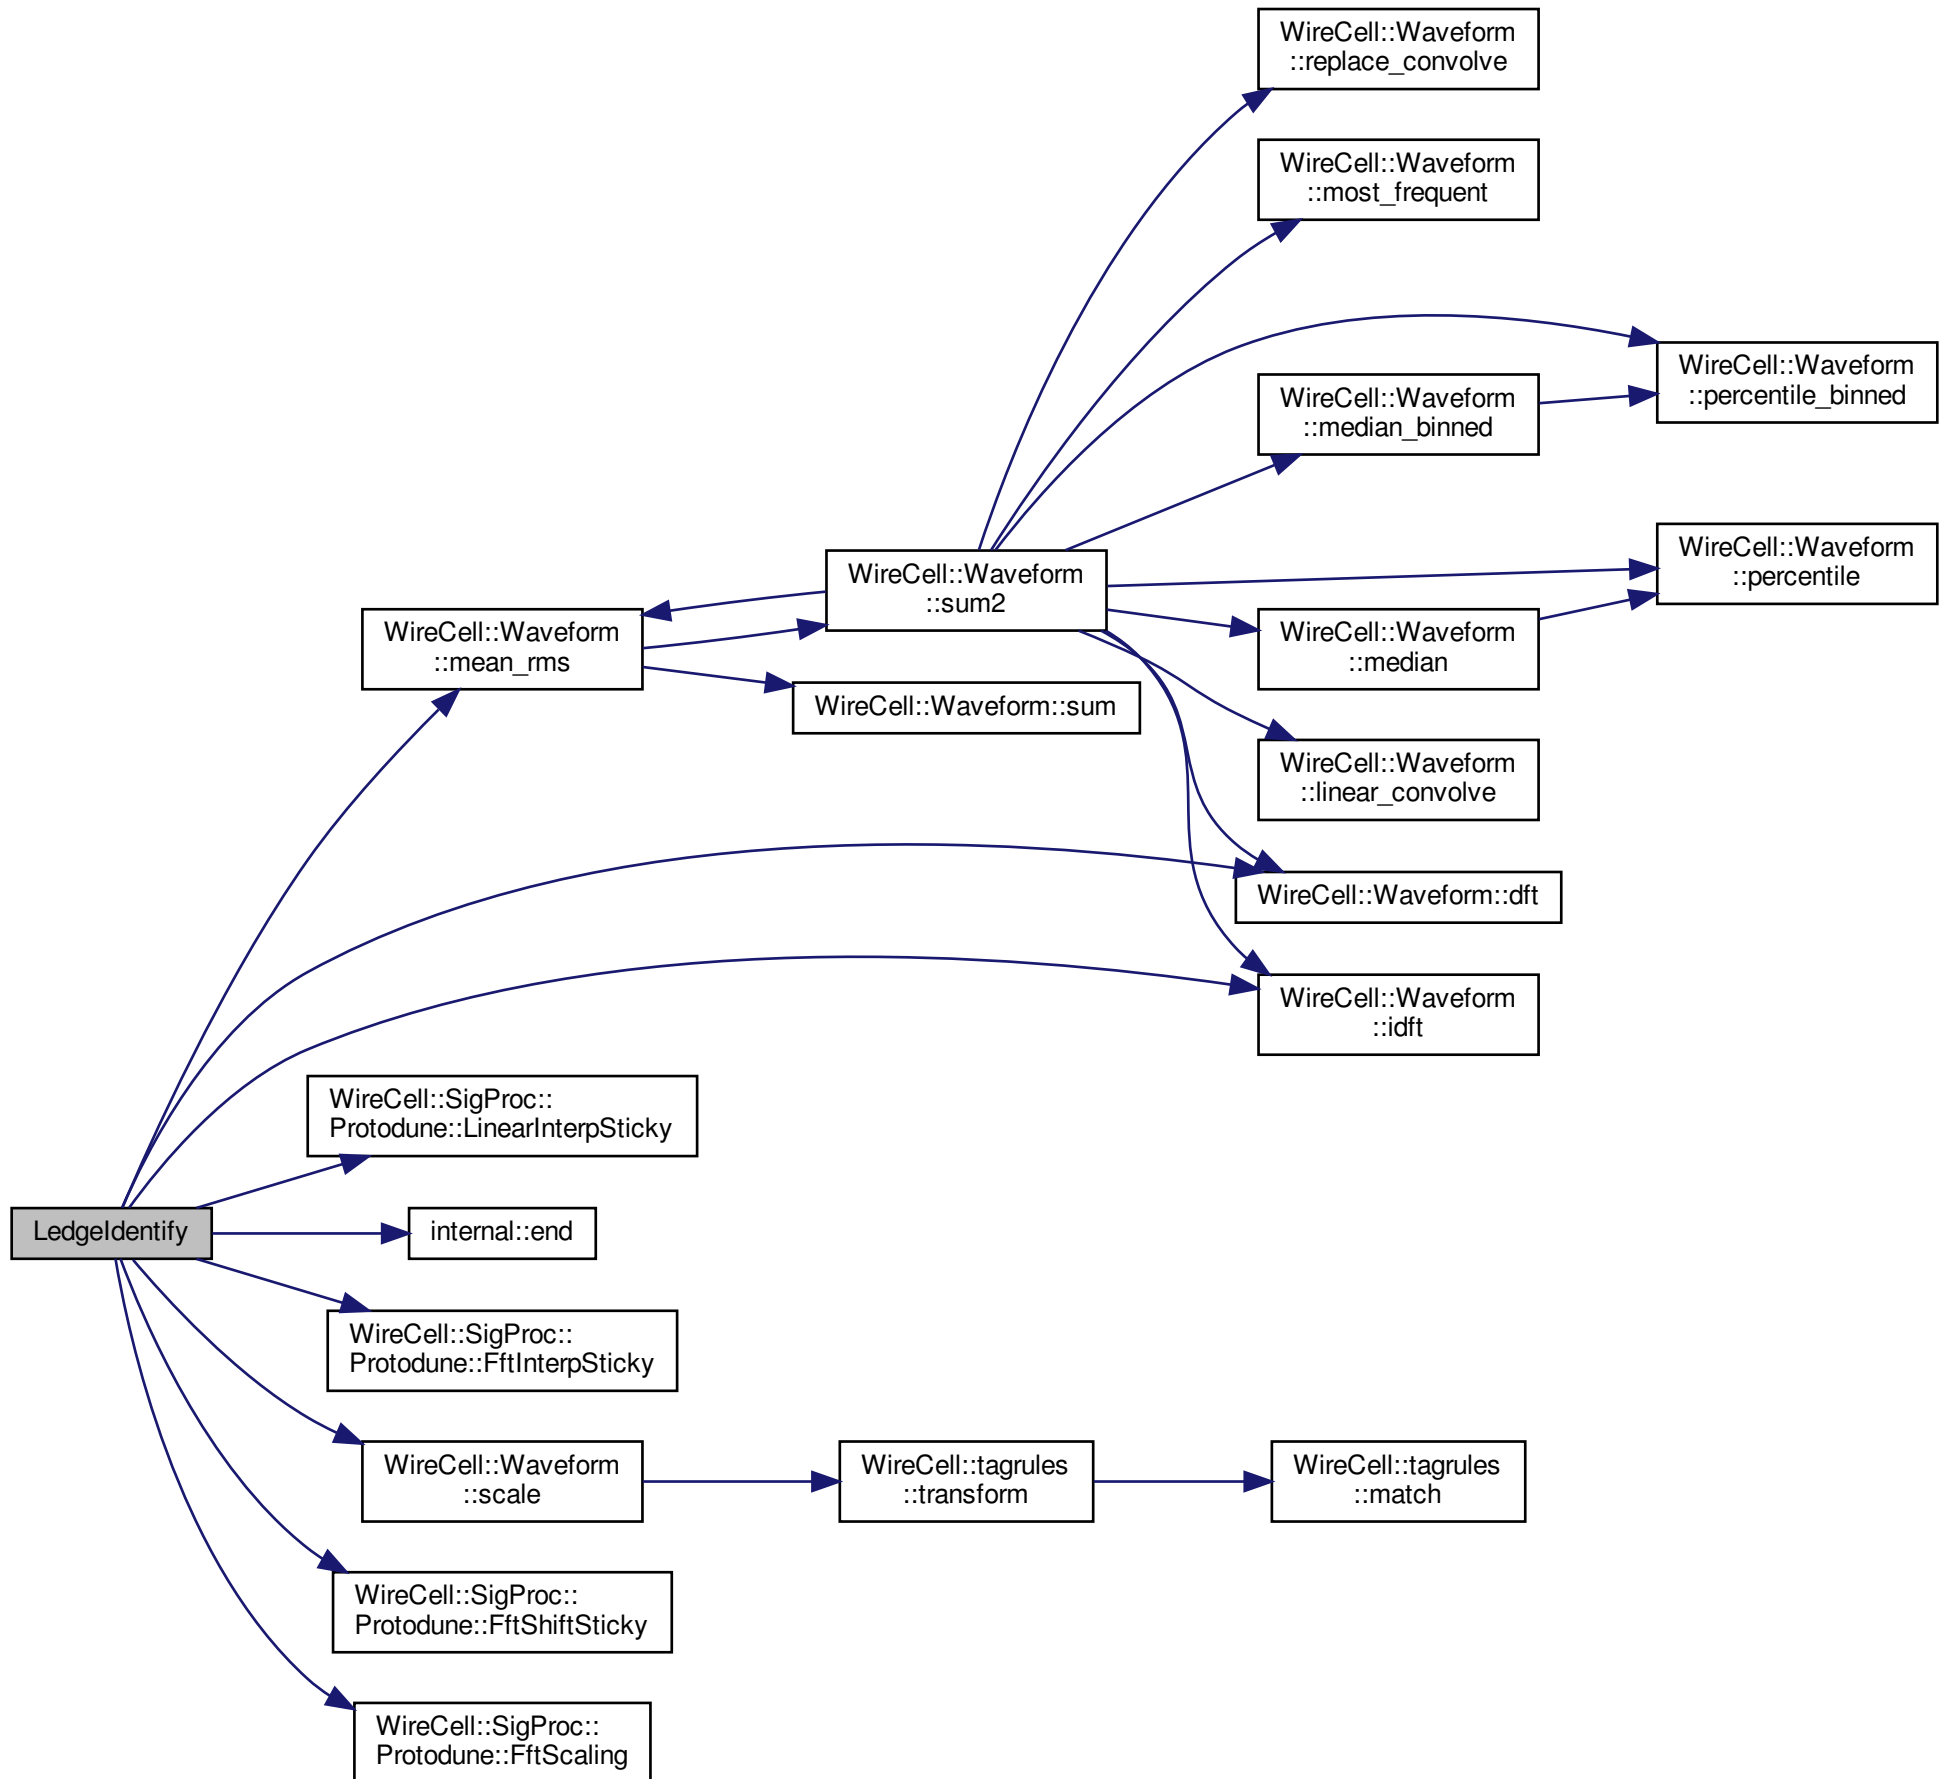 WireCell::Waveform
::replace_convolve
WireCell::Waveform
::most_frequent
WireCell::Waveform
::percentile_binned
WireCell::Waveform
::median_binned
WireCell::Waveform
::percentile
WireCell::Waveform
::sum2
WireCell::Waveform
::mean_rms
WireCell::Waveform
::median
WireCell::Waveform::sum
WireCell::Waveform
::linear_convolve
WireCell::Waveform::dft
WireCell::Waveform
::idft
WireCell::SigProc::
Protodune::LinearInterpSticky
LedgeIdentify
internal::end
WireCell::SigProc::
Protodune::FftInterpSticky
WireCell::Waveform
::scale
WireCell::tagrules
::transform
WireCell::tagrules
::match
WireCell::SigProc::
Protodune::FftShiftSticky
WireCell::SigProc::
Protodune::FftScaling